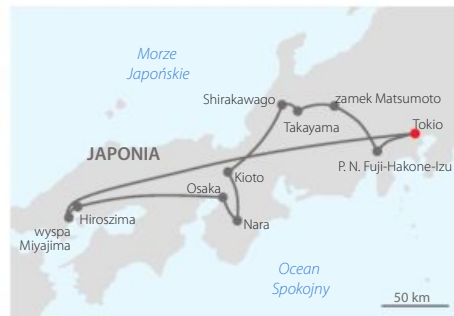 Morze
Japońskie
Shirakawago
zamek Matsumoto
Takayama
Tokio
JAPONIA
P. N. Fuji-Hakone-Izu
Kioto
Osaka
Hiroszima
Nara
wyspa
Miyajima
Ocean
Spokojny
50 km